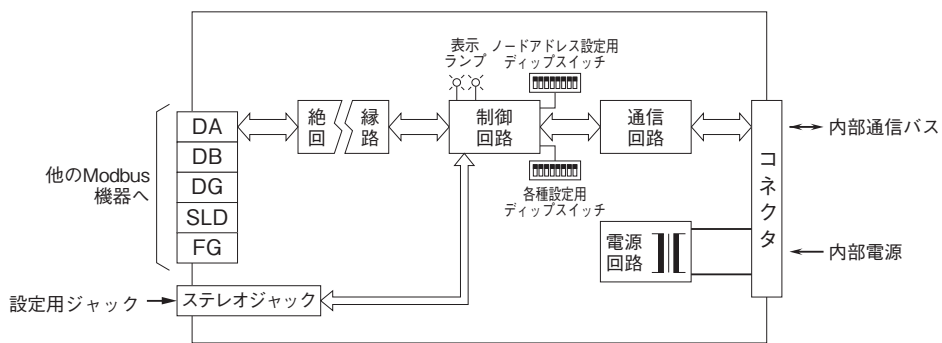 表示
ランプ
ノードアドレス設定用
ディップスイッチ
他のModbus
機器へ
DA
DB
DG
SLD
FG
絶縁
回路
制御
回路
通信
回路
各種設定用
ディップスイッチ
電源
回路
コネクタ
内部通信バス
内部電源
設定用ジャック
ステレオジャック